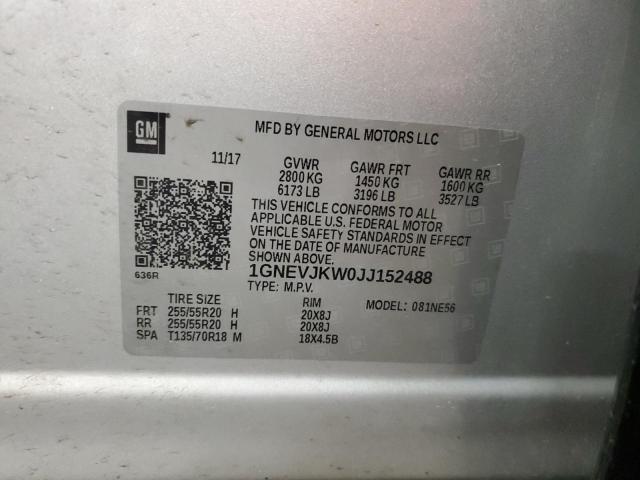 GM
MFD BY GENERAL MOTORS LLC
11/17 GVWR GAWR FRT GAWR RR
2800 KG 1450 KG 1600 KG
6173 LB 3196 LB 3527 LB
THIS VEHICLE CONFORMS TO ALL
APPLICABLE U.S. FEDERAL MOTOR
VEHICLE SAFETY STANDARDS IN EFFECT
ON THE DATE OF MANUFACTURE
SHOWN ABOVE.
636R
1GNEVJKW0JJ152488
TYPE: M.P.V.
TIRE SIZE RIM MODEL: 081NE56
FRT 255/55R20 H 20X8J
RR 255/55R20 H 20X8J
SPA T135/70R18 M 18X4.5B